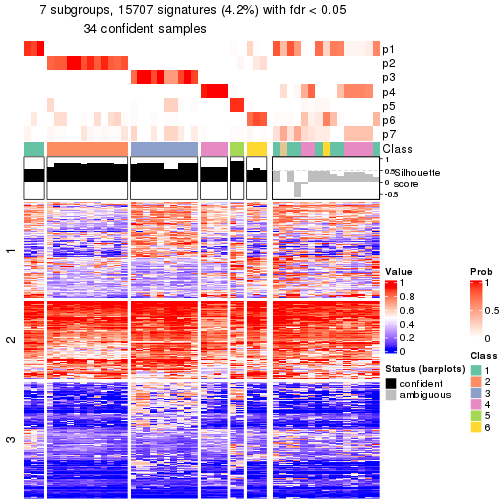 7 subgroups, 15707 signatures (4.2%) with fdr < 0.05
34 confident samples
p1
p2
p3
p4
p5
p6
p7
Class
1
0.5
0
-0.5
Silhouette
score
1
2
3
Value
1
0.8
0.6
0.4
0.2
0
Prob
1
0.5
0
Status (barplots)
confident
ambiguous
Class
1
2
3
4
5
6